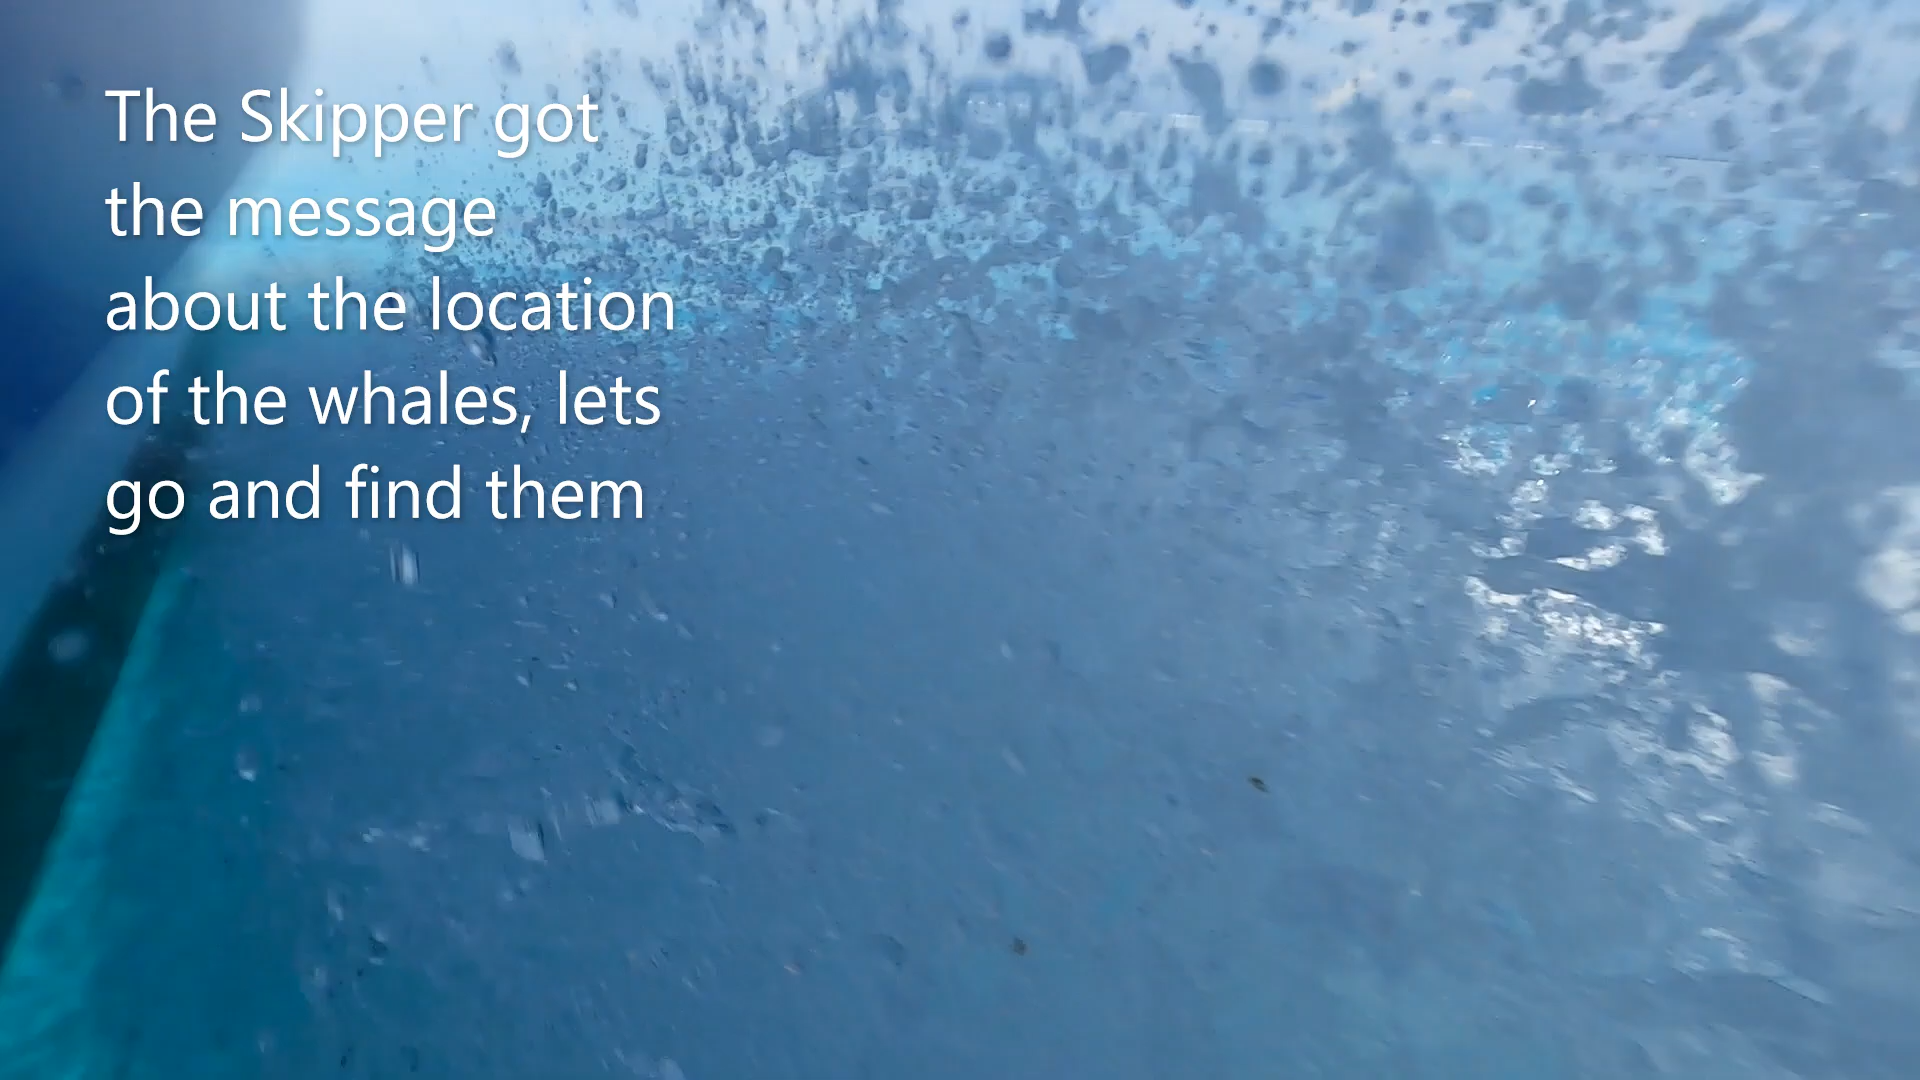 The Skipper got
the message
about the location
of the whales, lets
go and find them